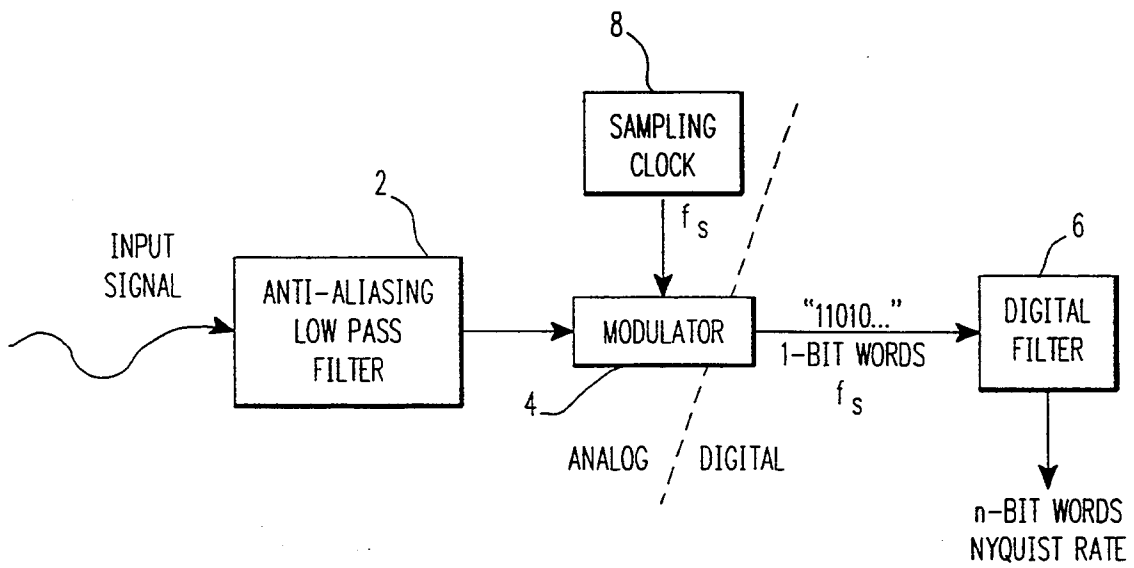 8
SAMPLING
CLOCK
f s
2
INPUT
SIGNAL
ANTI-ALIASING
LOW PASS
FILTER
MODULATOR
4
"11010..."
1-BIT WORDS
f s
6
DIGITAL
FILTER
ANALOG
DIGITAL
n-BIT WORDS
NYQUIST RATE